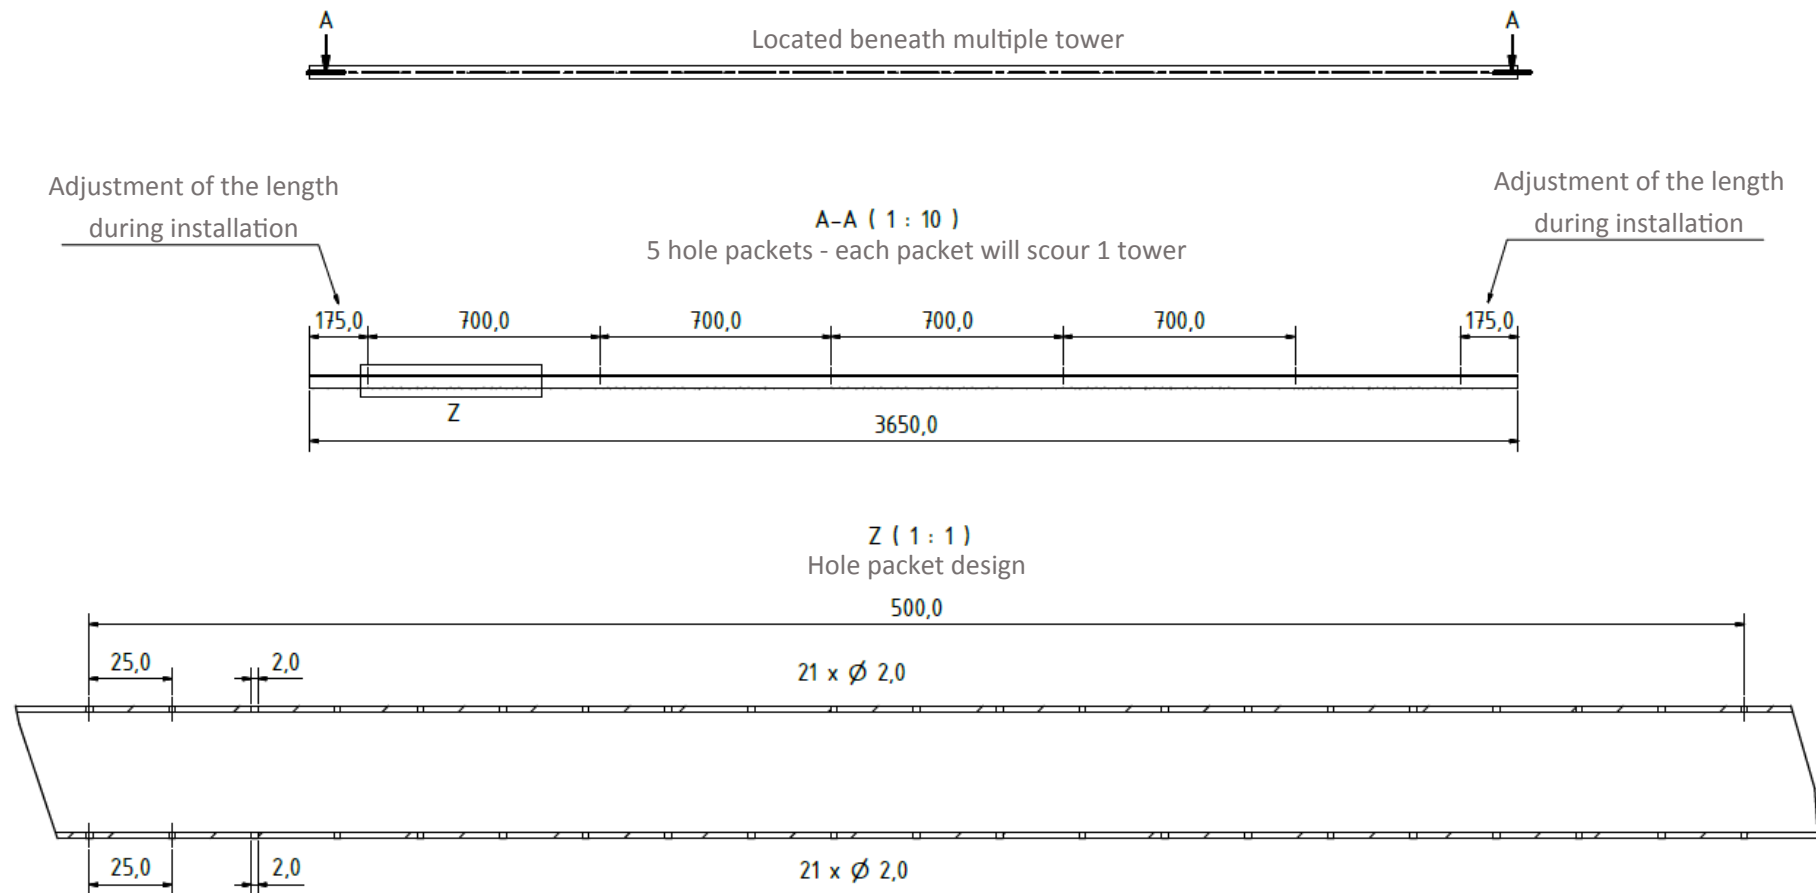 A
A
Located beneath multiple tower
Adjustment of the length
during installation
Adjustment of the length
during installation
A-A ( 1 : 10 )
5 hole packets - each packet will scour 1 tower
175,0
700,0
700,0
700,0
700,0
175,0
Z
3650,0
Z ( 1 : 1 )
Hole packet design
500,0
25,0
2,0
21 x Ø 2,0
25,0
2,0
21 x Ø 2,0